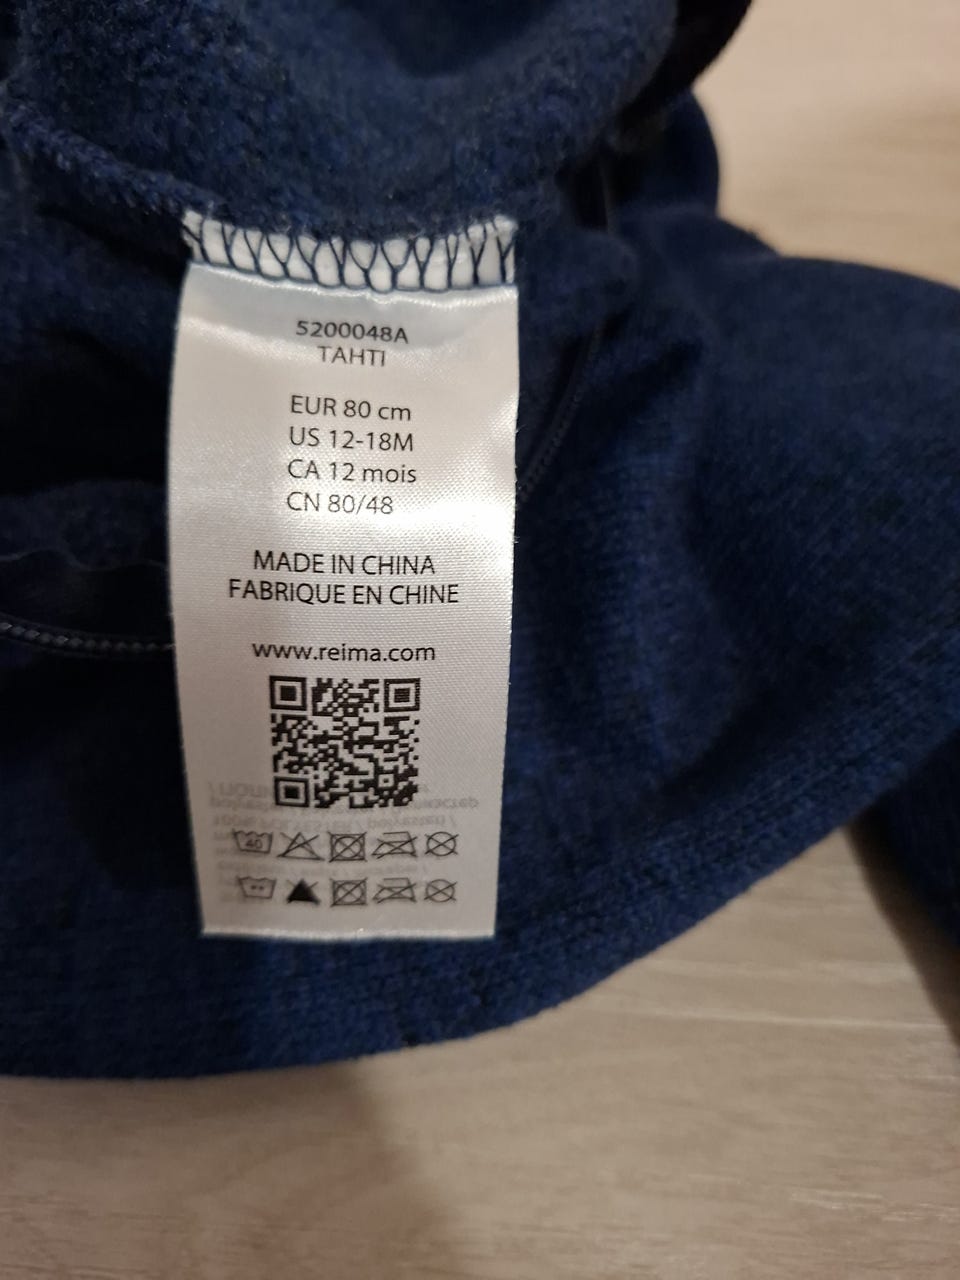 5200048A
TAHTI
EUR 80 cm
US 12-18M
CA 12 mois
CN 80/48
MADE IN CHINA
FABRIQUE EN CHINE
www.reima.com
40